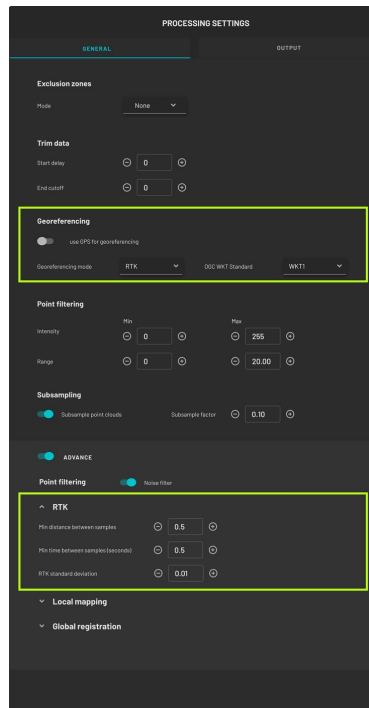 PROCESSING SETTINGS
GENERAL OUTPUT
Exclusion zones
Mode None
Trim data
Start delay 0
End cutoff 0
Georeferencing
use GPS for georeferencing
Georeferencing mode RTK OGC WKT Standard WKT1
Point filtering
Min Max
Intensity 0 255
Range 0 20.00
Subsampling
Subsample point clouds Subsample factor 0.10
ADVANCE
Point filtering Noise filter
RTK
Min distance between samples 0.5
Min time between samples (seconds) 0.5
RTK standard deviation 0.01
Local mapping
Global registration